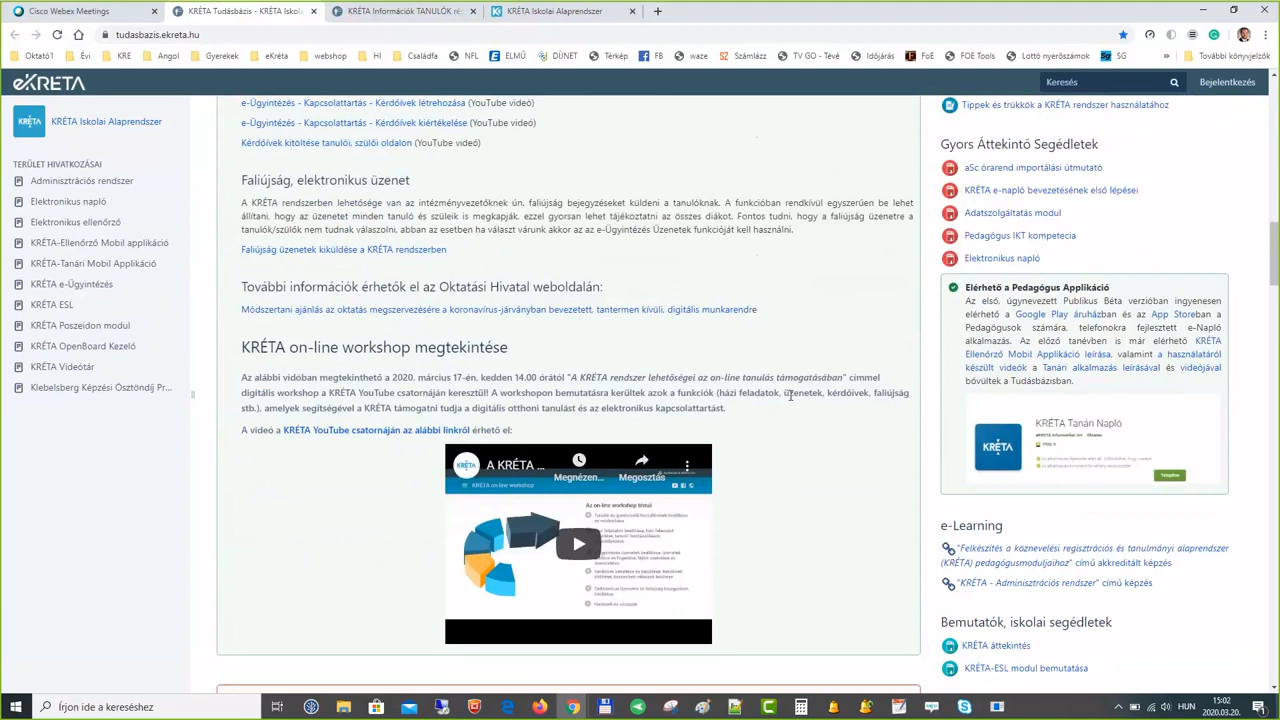 Cisco Webex Meetings
KRÉTA Tudásbázis - KRÉTA Iskol
KRÉTA Információk TANULÓK ré
KRÉTA Iskolai Alaprendszer
tudasbazis.ekreta.hu
Oktató1
Évi
KRE
Angol
Gyerekek
eKréta
webshop
HI
Családfa
NFL
ELMŰ
DIJNET
Térkép
FB
waze
Számlázz
TV GO - Tévé
Időjárás
FoE
FOE Tools
Lottó nyerőszámok
SG
»
További könyvjelzők
eKRETA
Keresés
Bejelentkezés
KRÉTA Iskolai Alaprendszer
TERÜLET HIVATKOZÁSAI
Adminisztrációs rendszer
Elektronikus napló
Elektronikus ellenőrző
KRÉTA-Ellenőrző Mobil applikáció
KRÉTA-Tanári Mobil Applikáció
KRÉTA e-Ügyintézés
KRÉTA ESL
KRÉTA Poszeidon modul
KRÉTA OpenBoard Kezelő
KRÉTA Videótár
Klebelsberg Képzési Ösztöndíj Pr...
e-Ügyintézés - Kapcsolattartás - Kérdőívek létrehozása (YouTube videó)
e-Ügyintézés - Kapcsolattartás - Kérdőívek kiértékelése (YouTube videó)
Kérdőívek kitöltése tanulói, szülői oldalon (YouTube videó)
Faliújság, elektronikus üzenet
A KRÉTA rendszerben lehetősége van az intézményvezetőknek ún. faliújság bejegyzéseket küldeni a tanulóknak. A funkcióban rendkívül egyszerűen be lehet
állítani, hogy az üzenetet minden tanuló és szüleik is megkapják, ezzel gyorsan lehet tájékoztatni az összes diákot. Fontos tudni, hogy a faliújság üzenetre a
tanulók/szülők nem tudnak válaszolni, abban az esetben ha választ várunk akkor az az e-Ügyintézés Üzenetek funkcióját kell használni.
Faliújság üzenetek kiküldése a KRÉTA rendszerben
További információk érhetők el az Oktatási Hivatal weboldalán:
Módszertani ajánlás az oktatás megszervezésére a koronavírus-járványban bevezetett, tantermen kívüli, digitális munkarendre
KRÉTA on-line workshop megtekintése
Az alábbi vidóban megtekinthető a 2020. március 17-én, kedden 14.00 órától "A KRÉTA rendszer lehetőségei az on-line tanulás támogatásában" címmel
digitális workshop a KRÉTA YouTube csatornáján keresztül! A workshopon bemutatásra kerültek azok a funkciók (házi feladatok, üzenetek, kérdőívek, faliújság
stb.), amelyek segítségével a KRÉTA támogatni tudja a digitális otthoni tanulást és az elektronikus kapcsolattartást.
A videó a KRÉTA YouTube csatornáján az alábbi linkről érhető el:
KRÉTA
A KRÉTA ...
Megnézen...
Megosztás
KRÉTA on-line workshop
Az on-line workshop témái
Tippek és trükkök a KRÉTA rendszer használatához
Gyors Áttekintő Segédletek
aSc órarend importálási útmutató
KRÉTA e-napló bevezetésének első lépései
Adatszolgáltatás modul
Pedagógus IKT kompetecia
Elektronikus napló
Elérhető a Pedagógus Applikáció
Az első, úgynevezett Publikus Béta verzióban ingyenesen
elérhető a Google Play áruházban és az App Storeban a
Pedagógusok számára, telefonokra fejlesztett e-Napló
alkalmazás. Az előző tanévben is már elérhető KRÉTA
Ellenőrző Mobil Applikáció leírása, valamint a használatáról
készült videók a Tanári alkalmazás leírásával és videójával
bővültek a Tudásbázisban.
KRÉTA
KRÉTA Tanári Napló
Telepítve
e-Learning
"Felkészítés a köznevelési regisztrációs és tanulmányi alaprendszer
(KRÉTA) pedagógusmoduljaihoz" című akkreditált képzés
"KRÉTA - Adminisztrációs rendszer" című képzés
Bemutatók, iskolai segédletek
KRÉTA áttekintés
KRÉTA-ESL modul bemutatása
Írjon ide a kereséshez
HUN
15:02
2020.03.20.